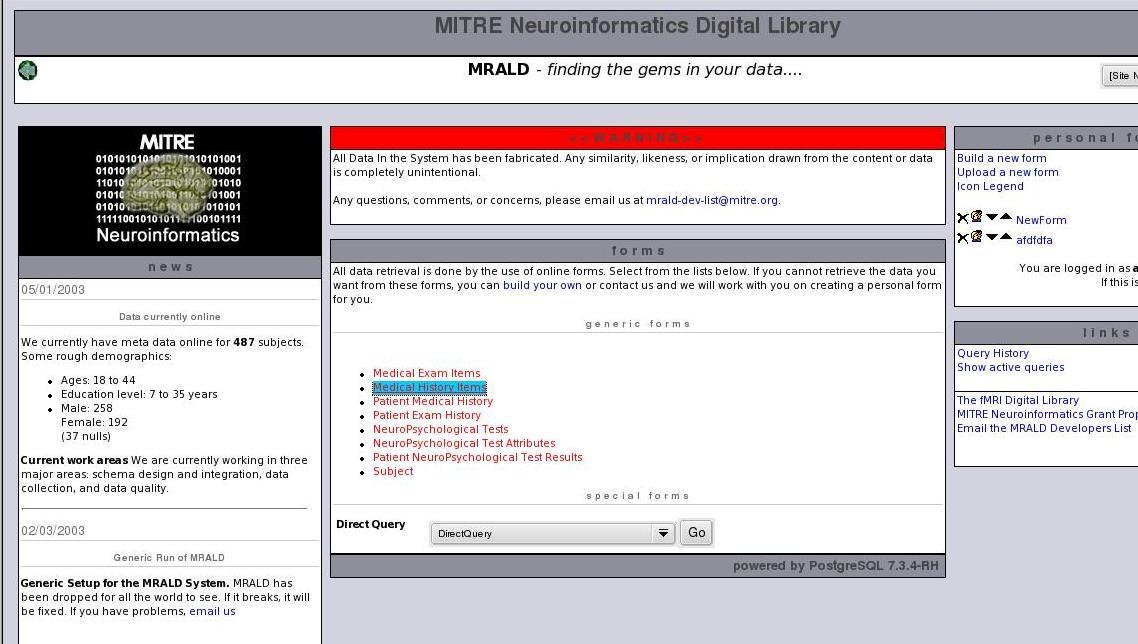 MITRE Neuroinformatics Digital Library
MRALD - finding the gems in your data....
[Site N
MITRE
Neuroinformatics
news
05/01/2003
Data currently online
We currently have meta data online for 487 subjects.
Some rough demographics:
Ages: 18 to 44
Education level: 7 to 35 years
Male: 258
Female: 192
(37 nulls)
Current work areas We are currently working in three
major areas: schema design and integration, data
collection, and data quality.
02/03/2003
Generic Run of MRALD
Generic Setup for the MRALD System. MRALD has
been dropped for all the world to see. If it breaks, it will
be fixed. If you have problems, email us
<<WARNING>>
All Data In the System has been fabricated. Any similarity, likeness, or implication drawn from the content or data
is completely unintentional.
Any questions, comments, or concerns, please email us at mrald-dev-list@mitre.org.
forms
All data retrieval is done by the use of online forms. Select from the lists below. If you cannot retrieve the data you
want from these forms, you can build your own or contact us and we will work with you on creating a personal form
for you.
generic forms
Medical Exam Items
Medical History Items
Patient Medical History
Patient Exam History
NeuroPsychological Tests
NeuroPsychological Test Attributes
Patient NeuroPsychological Test Results
Subject
special forms
Direct Query
DirectQuery
Go
powered by PostgreSQL 7.3.4-RH
personal fo
Build a new form
Upload a new form
Icon Legend
NewForm
afdfdfa
You are logged in as a
If this is
links
Query History
Show active queries
The fMRI Digital Library
MITRE Neuroinformatics Grant Prop
Email the MRALD Developers List